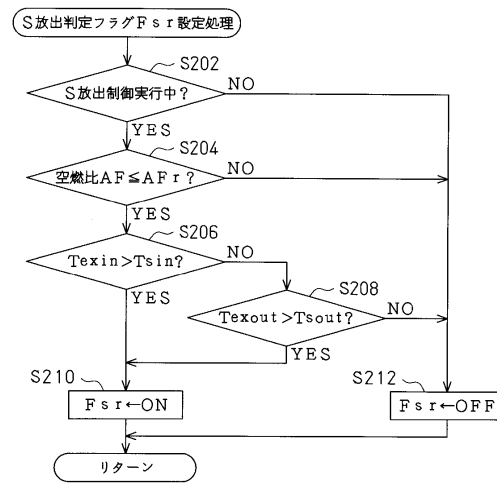 S放出判定フラグFsr設定処理
S202
S放出制御実行中?
NO
YES
S204
空燃比AF≦AFr?
NO
YES
S206
Texin>Tsin?
NO
YES
S208
Texout>Tsout?
NO
YES
S210
Fsr←ON
S212
Fsr←OFF
リターン